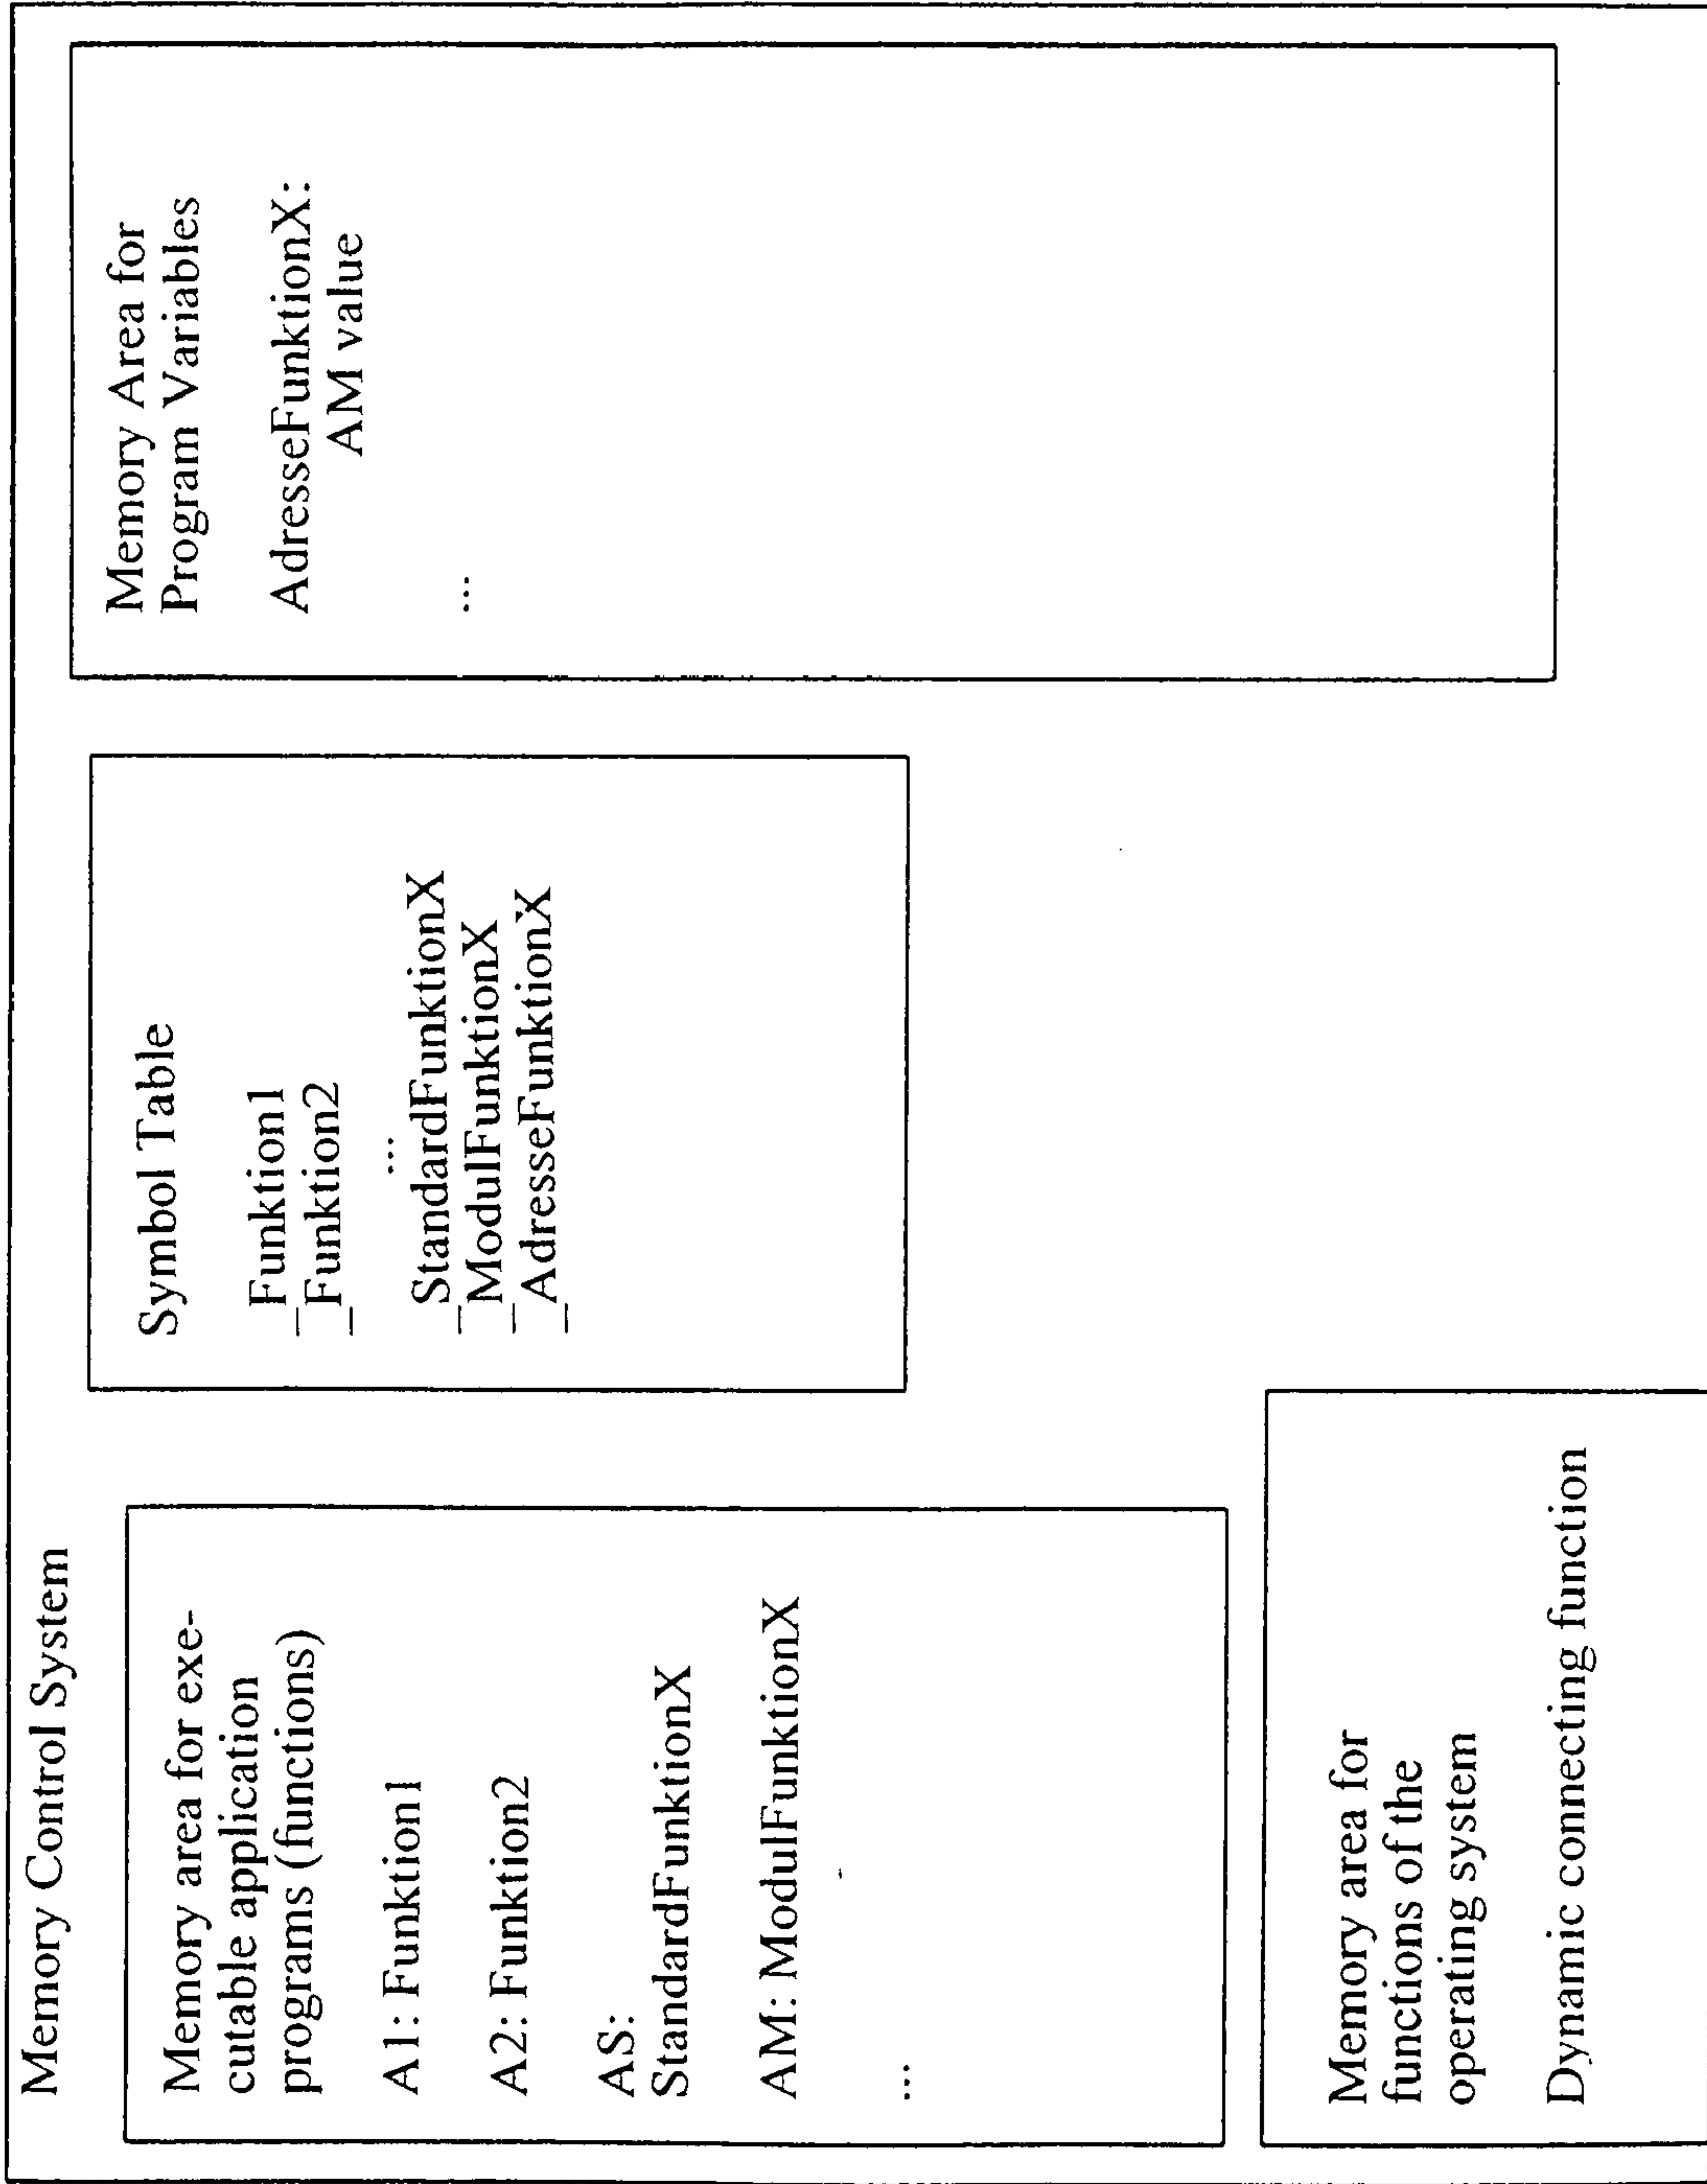 Memory Control System
Memory area for exe-
cutable application
programs (functions)
A1: Funktion1
A2: Funktion2
AS:
StandardFunktionX
AM: ModulFunktionX
...
Symbol Table
_Funktion1
_Funktion2
...
_StandardFunktionX
_ModulFunktionX
_AdresseFunktionX
Memory Area for
Program Variables
AdresseFunktionX:
AM value
...
Memory area for
functions of the
operating system
Dynamic connecting function